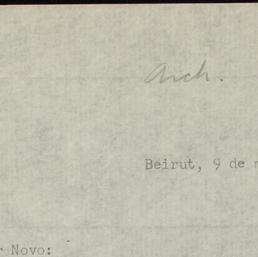 Arch.
Beirut, 9 de
Novo: